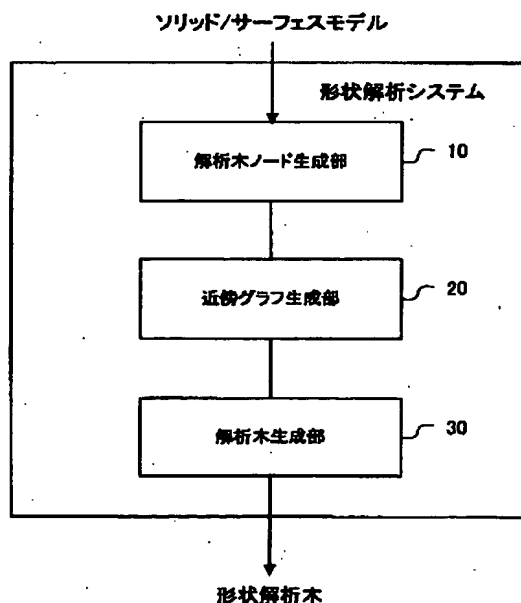 ソリッド/サーフェスモデル
形状解析システム
解析木ノード生成部
10
近傍グラフ生成部
20
解析木生成部
30
形状解析木